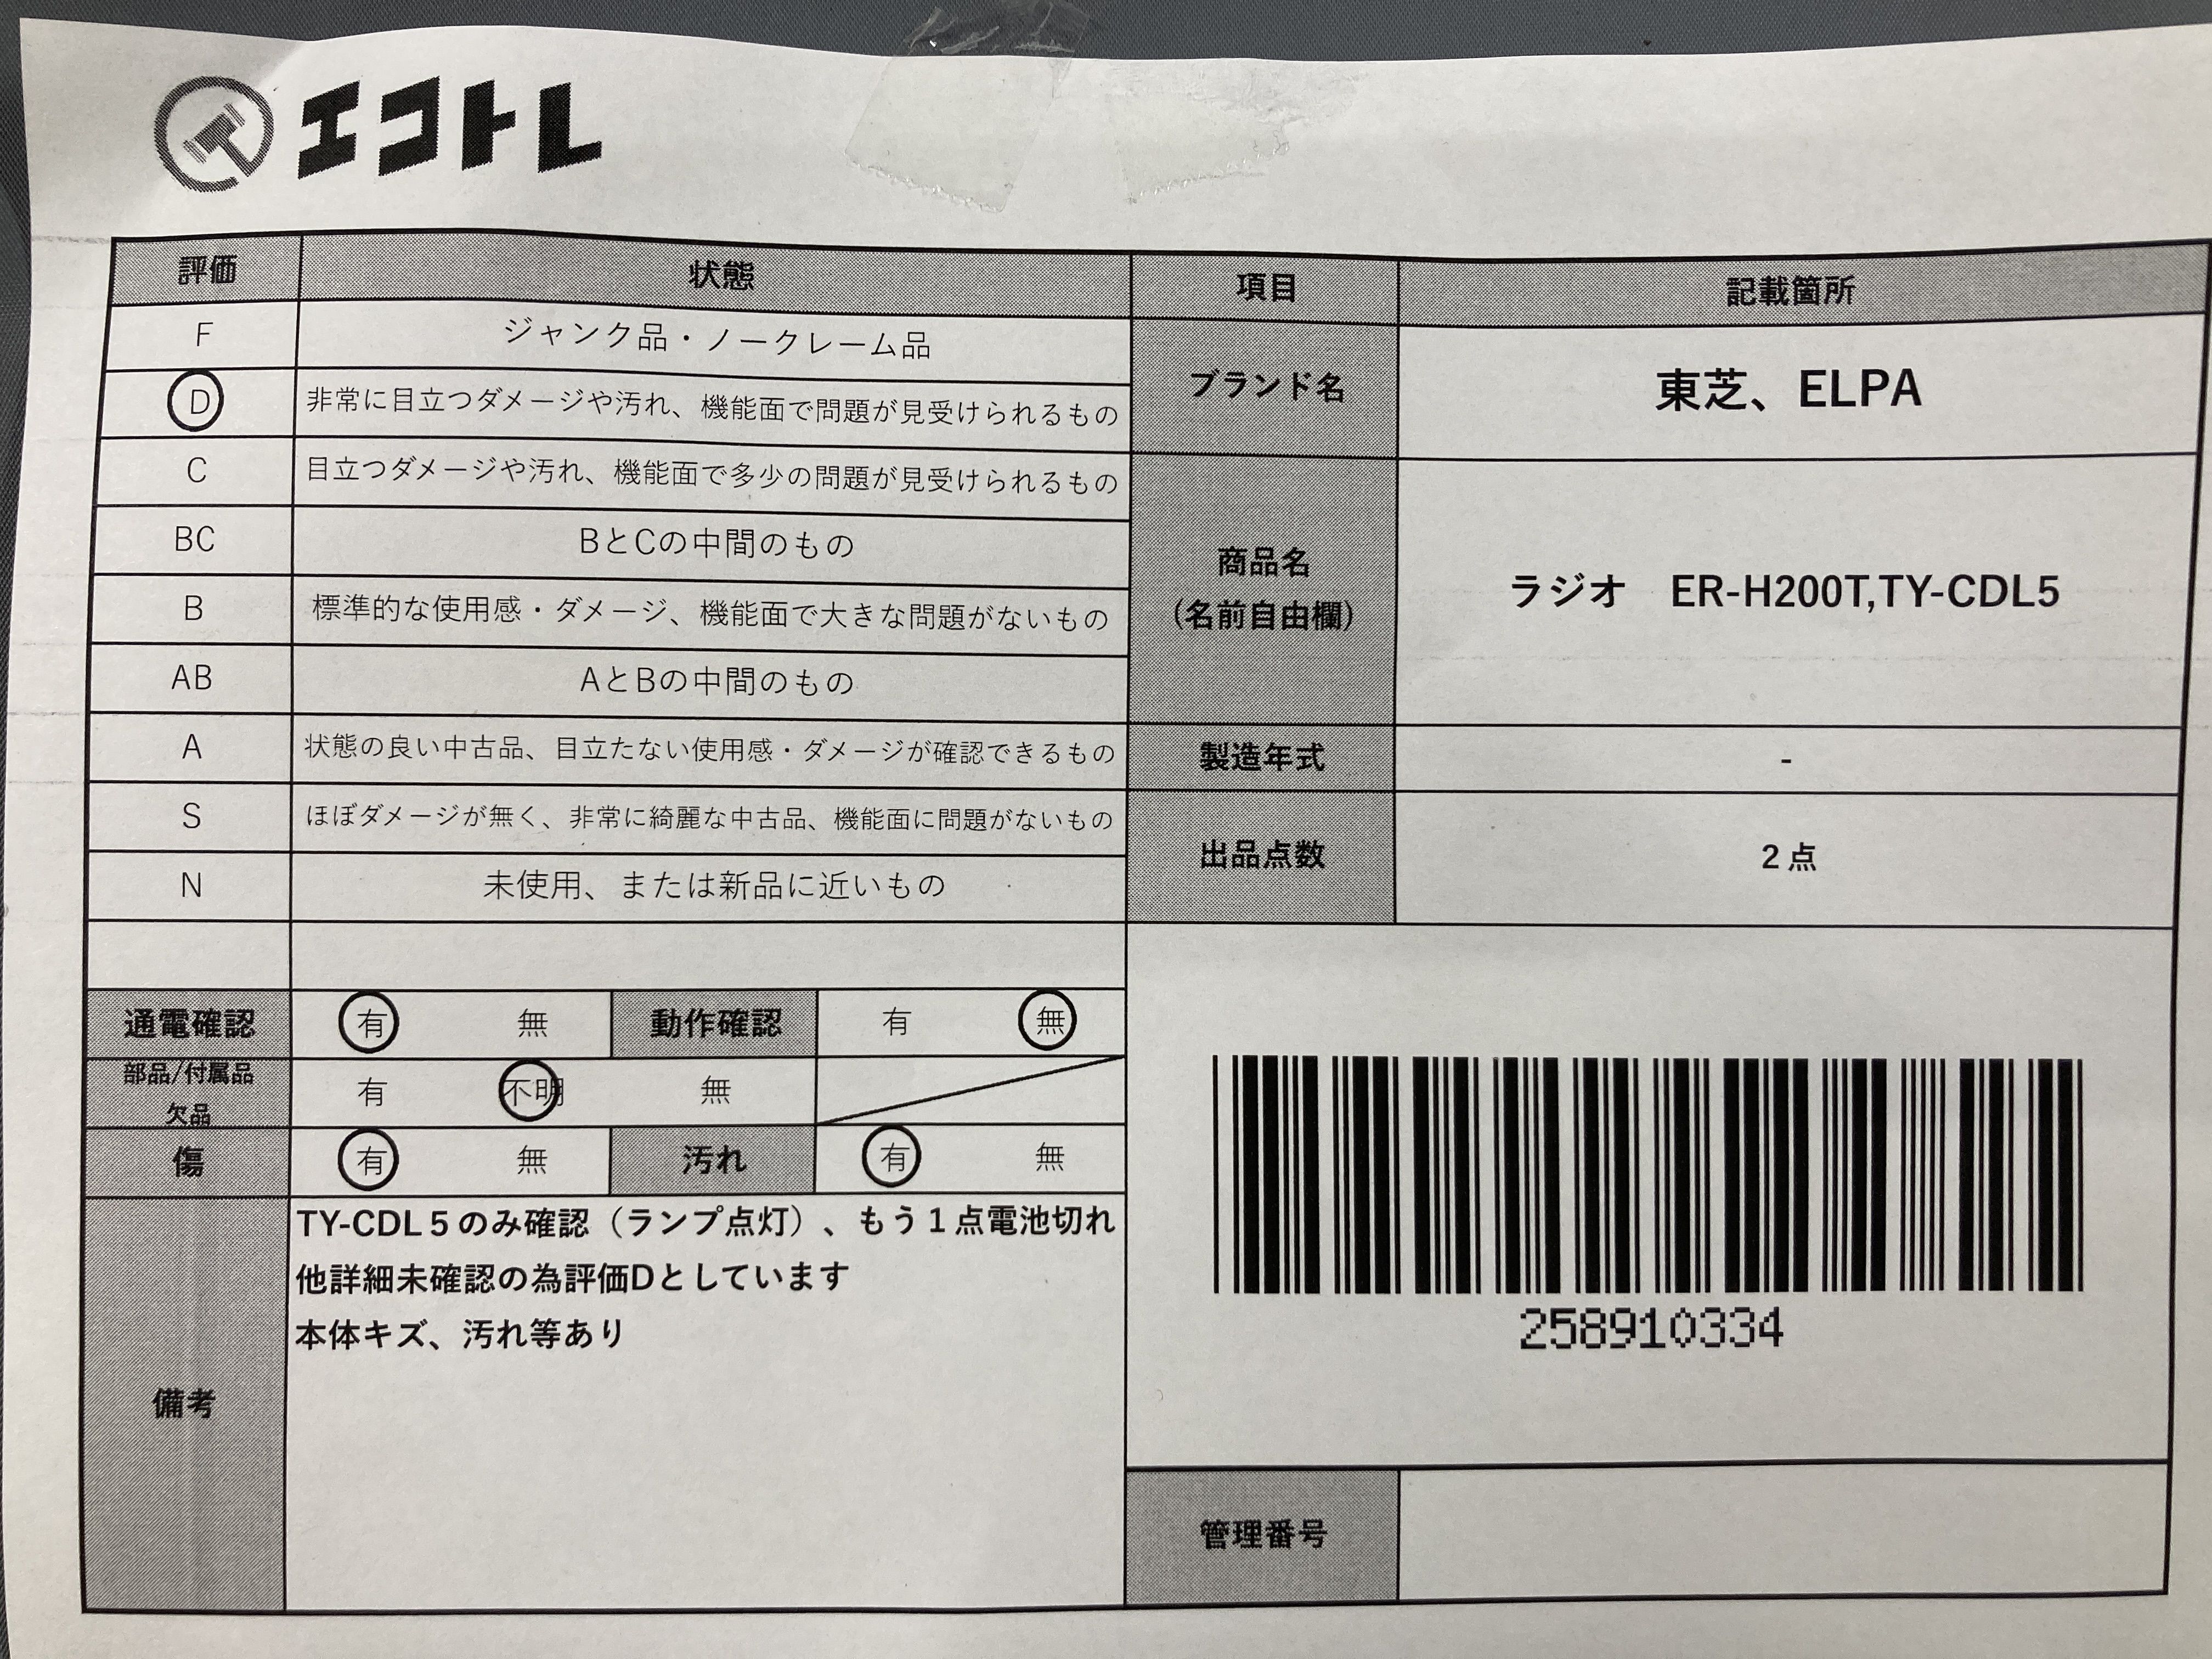 エコトレ
評価 状態 項目 記載箇所
F ジャンク品・ノークレーム品
D 非常に目立つダメージや汚れ、機能面で問題が見受けられるもの
ブランド名 東芝、ELPA
C 目立つダメージや汚れ、機能面で多少の問題が見受けられるもの
BC BとCの中間のもの
商品名
(名前自由欄)
ラジオ ER-H200T,TY-CDL5
B 標準的な使用感・ダメージ、機能面で大きな問題がないもの
AB AとBの中間のもの
A 状態の良い中古品、目立たない使用感・ダメージが確認できるもの
製造年式 -
S ほぼダメージが無く、非常に綺麗な中古品、機能面に問題がないもの
出品点数 2点
N 未使用、または新品に近いもの
通電確認 有 無 動作確認 有 無
部品/付属品
欠品
有 不明 無
傷 有 無 汚れ 有 無
備考
TY-CDL5のみ確認（ランプ点灯）、もう1点電池切れ
他詳細未確認の為評価Dとしています
本体キズ、汚れ等あり
258910334
管理番号